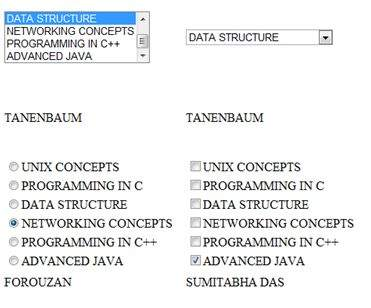 DATA STRUCTURE
NETWORKING CONCEPTS
PROGRAMMING IN C++
ADVANCED JAVA
DATA STRUCTURE
TANENBAUM
TANENBAUM
UNIX CONCEPTS
PROGRAMMING IN C
DATA STRUCTURE
NETWORKING CONCEPTS
PROGRAMMING IN C++
ADVANCED JAVA
FOROUZAN
UNIX CONCEPTS
PROGRAMMING IN C
DATA STRUCTURE
NETWORKING CONCEPTS
PROGRAMMING IN C++
ADVANCED JAVA
SUMITABHA DAS